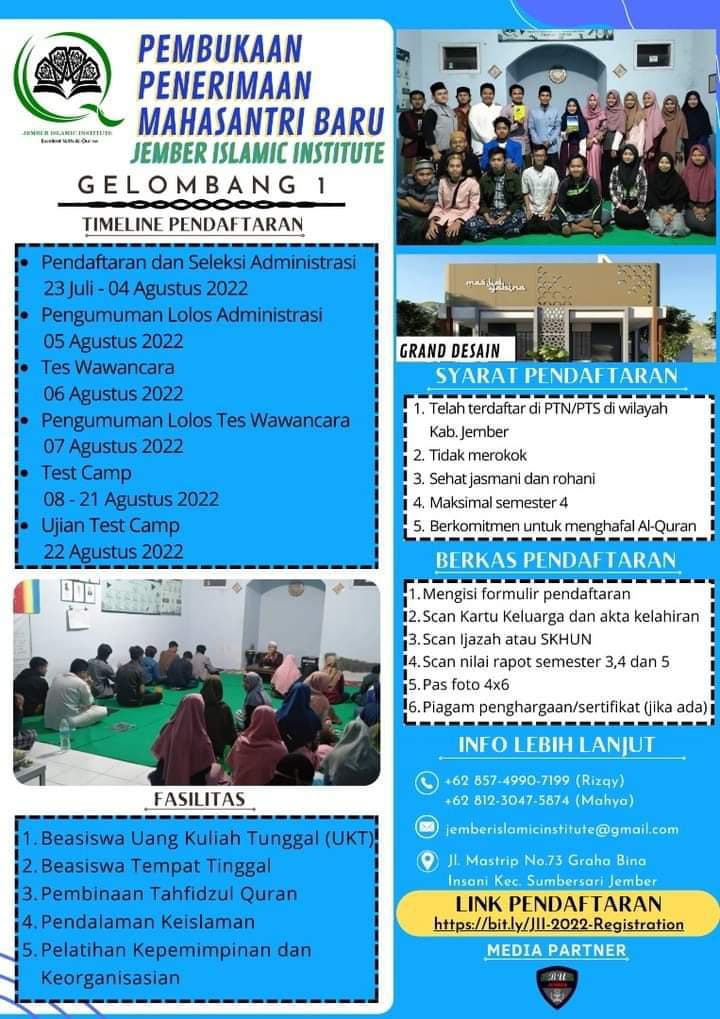 JEMBER ISLAMIC INSTITUTE
PEMBUKAAN
PENERIMAAN
MAHASANTRI BARU
JEMBER ISLAMIC INSTITUTE
GELOMBANG 1
TIMELINE PENDAFTARAN
• Pendaftaran dan Seleksi Administrasi
23 Juli - 04 Agustus 2022
• Pengumuman Lolos Administrasi
05 Agustus 2022
• Tes Wawancara
06 Agustus 2022
• Pengumuman Lolos Tes Wawancara
07 Agustus 2022
• Test Camp
08 - 21 Agustus 2022
• Ujian Test Camp
22 Agustus 2022
FASILITAS
1. Beasiswa Uang Kuliah Tunggal (UKT)
2. Beasiswa Tempat Tinggal
3. Pembinaan Tahfidzul Quran
4. Pendalaman Keislaman
5. Pelatihan Kepemimpinan dan
Keorganisasian
masjid
GRAND DESAIN
SYARAT PENDAFTARAN
1. Telah terdaftar di PTN/PTS di wilayah
Kab. Jember
2. Tidak merokok
3. Sehat jasmani dan rohani
4. Maksimal semester 4
5. Berkomitmen untuk menghafal Al-Quran
BERKAS PENDAFTARAN
1. Mengisi formulir pendaftaran
2. Scan Kartu Keluarga dan akta kelahiran
3. Scan Ijazah atau SKHUN
4. Scan nilai rapot semester 3,4 dan 5
5. Pas foto 4x6
6. Piagam penghargaan/sertifikat (jika ada)
INFO LEBIH LANJUT
+62 857-4990-7199 (Rizqy)
+62 812-3047-5874 (Mahya)
jemberislamicinstitute@gmail.com
Jl. Mastrip No.73 Graha Bina
Insani Kec. Sumbersari Jember
LINK PENDAFTARAN
https://bit.ly/JII-2022-Registration
MEDIA PARTNER